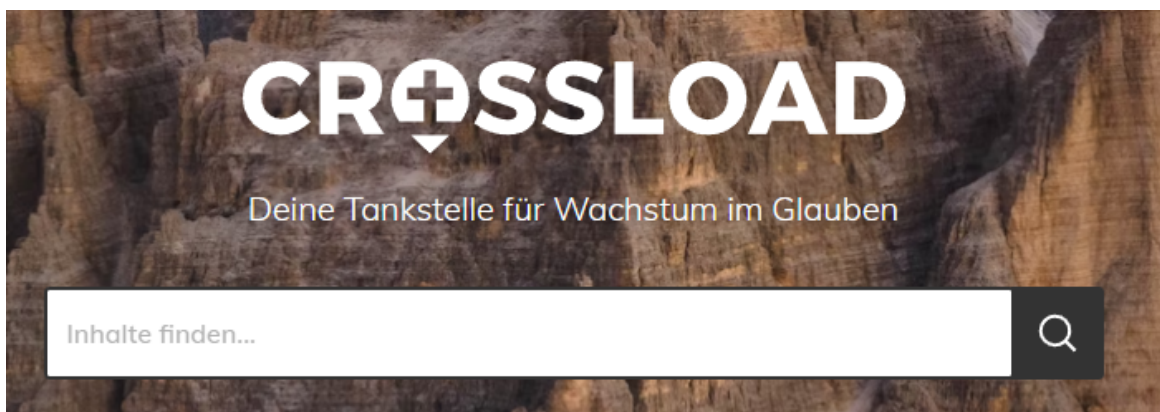 CROSSLOAD
Deine Tankstelle für Wachstum im Glauben
Inhalte finden...